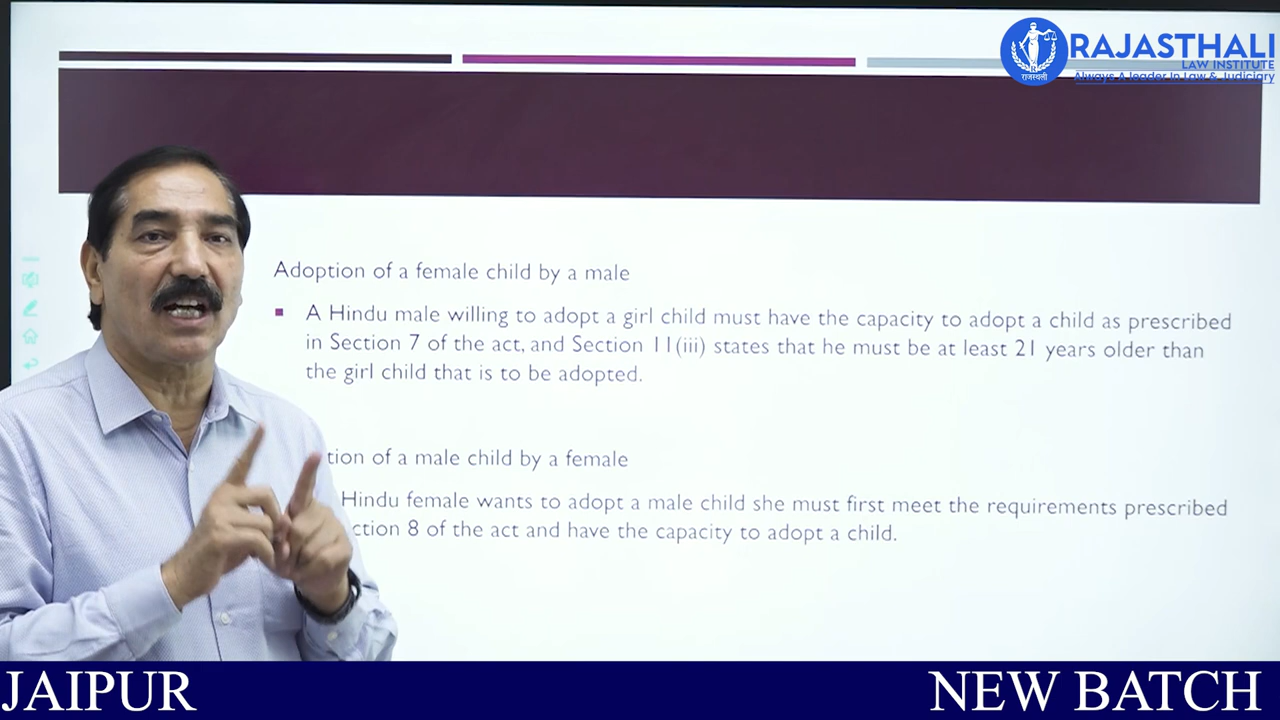 RAJASTHALI
LAW INSTITUTE
Always A leader In Law & Judiciary
राजस्थली
Adoption of a female child by a male
A Hindu male willing to adopt a girl child must have the capacity to adopt a child as prescribed
in Section 7 of the act, and Section 11(iii) states that he must be at least 21 years older than
the girl child that is to be adopted.
tion of a male child by a female
Hindu female wants to adopt a male child she must first meet the requirements prescribed
ction 8 of the act and have the capacity to adopt a child.
JAIPUR
NEW BATCH